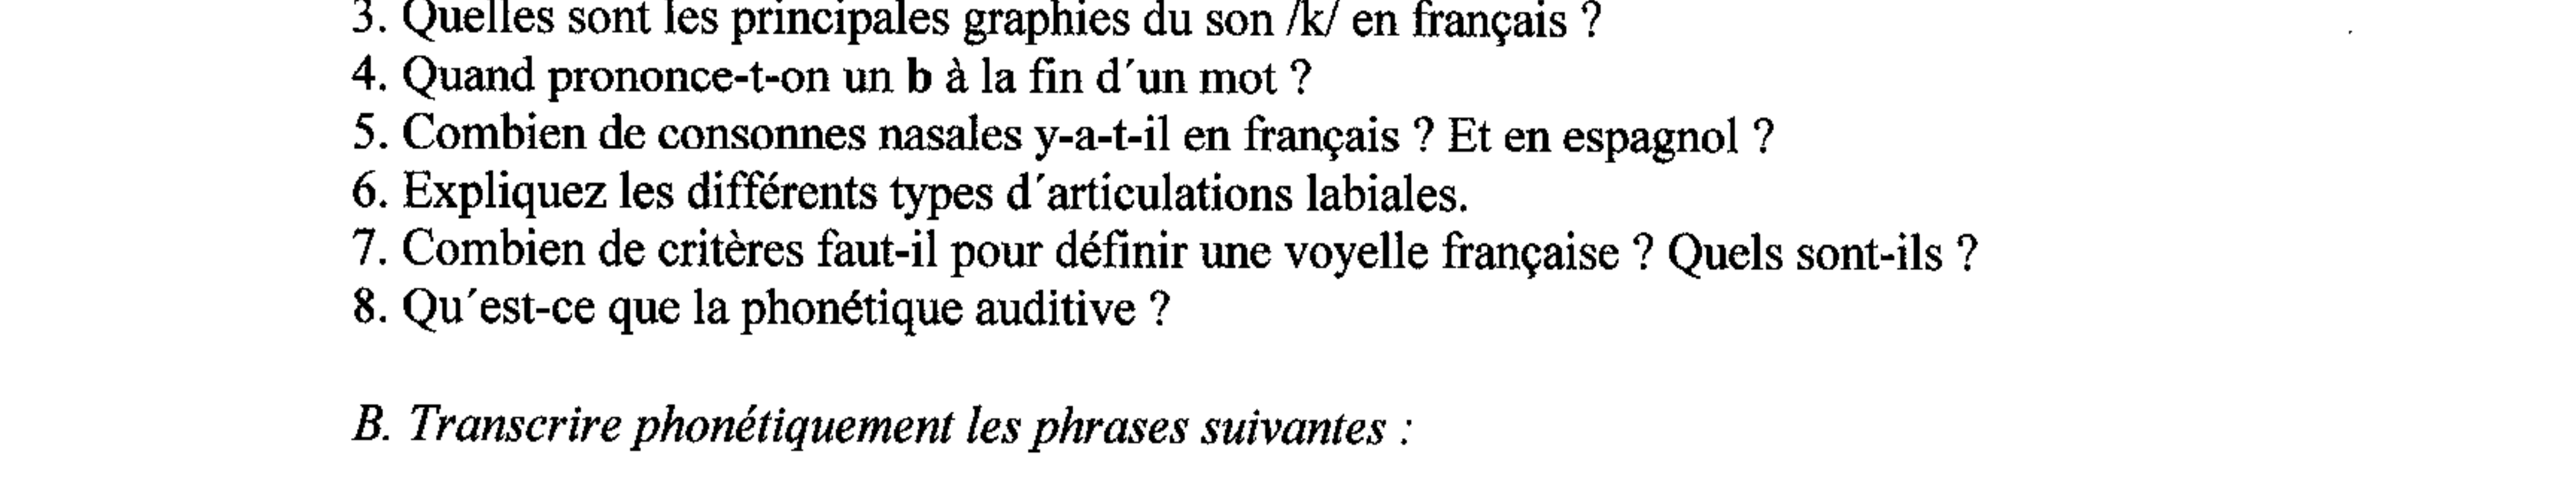 3. Quelles sont les principales graphies du son /k/ en français ?
4. Quand prononce-t-on un b à la fin d´un mot ?
5. Combien de consonnes nasales y-a-t-il en français ? Et en espagnol ?
6. Expliquez les différents types d´articulations labiales.
7. Combien de critères faut-il pour définir une voyelle française ? Quels sont-ils ?
8. Qu´est-ce que la phonétique auditive ?
B. Transcrire phonétiquement les phrases suivantes :